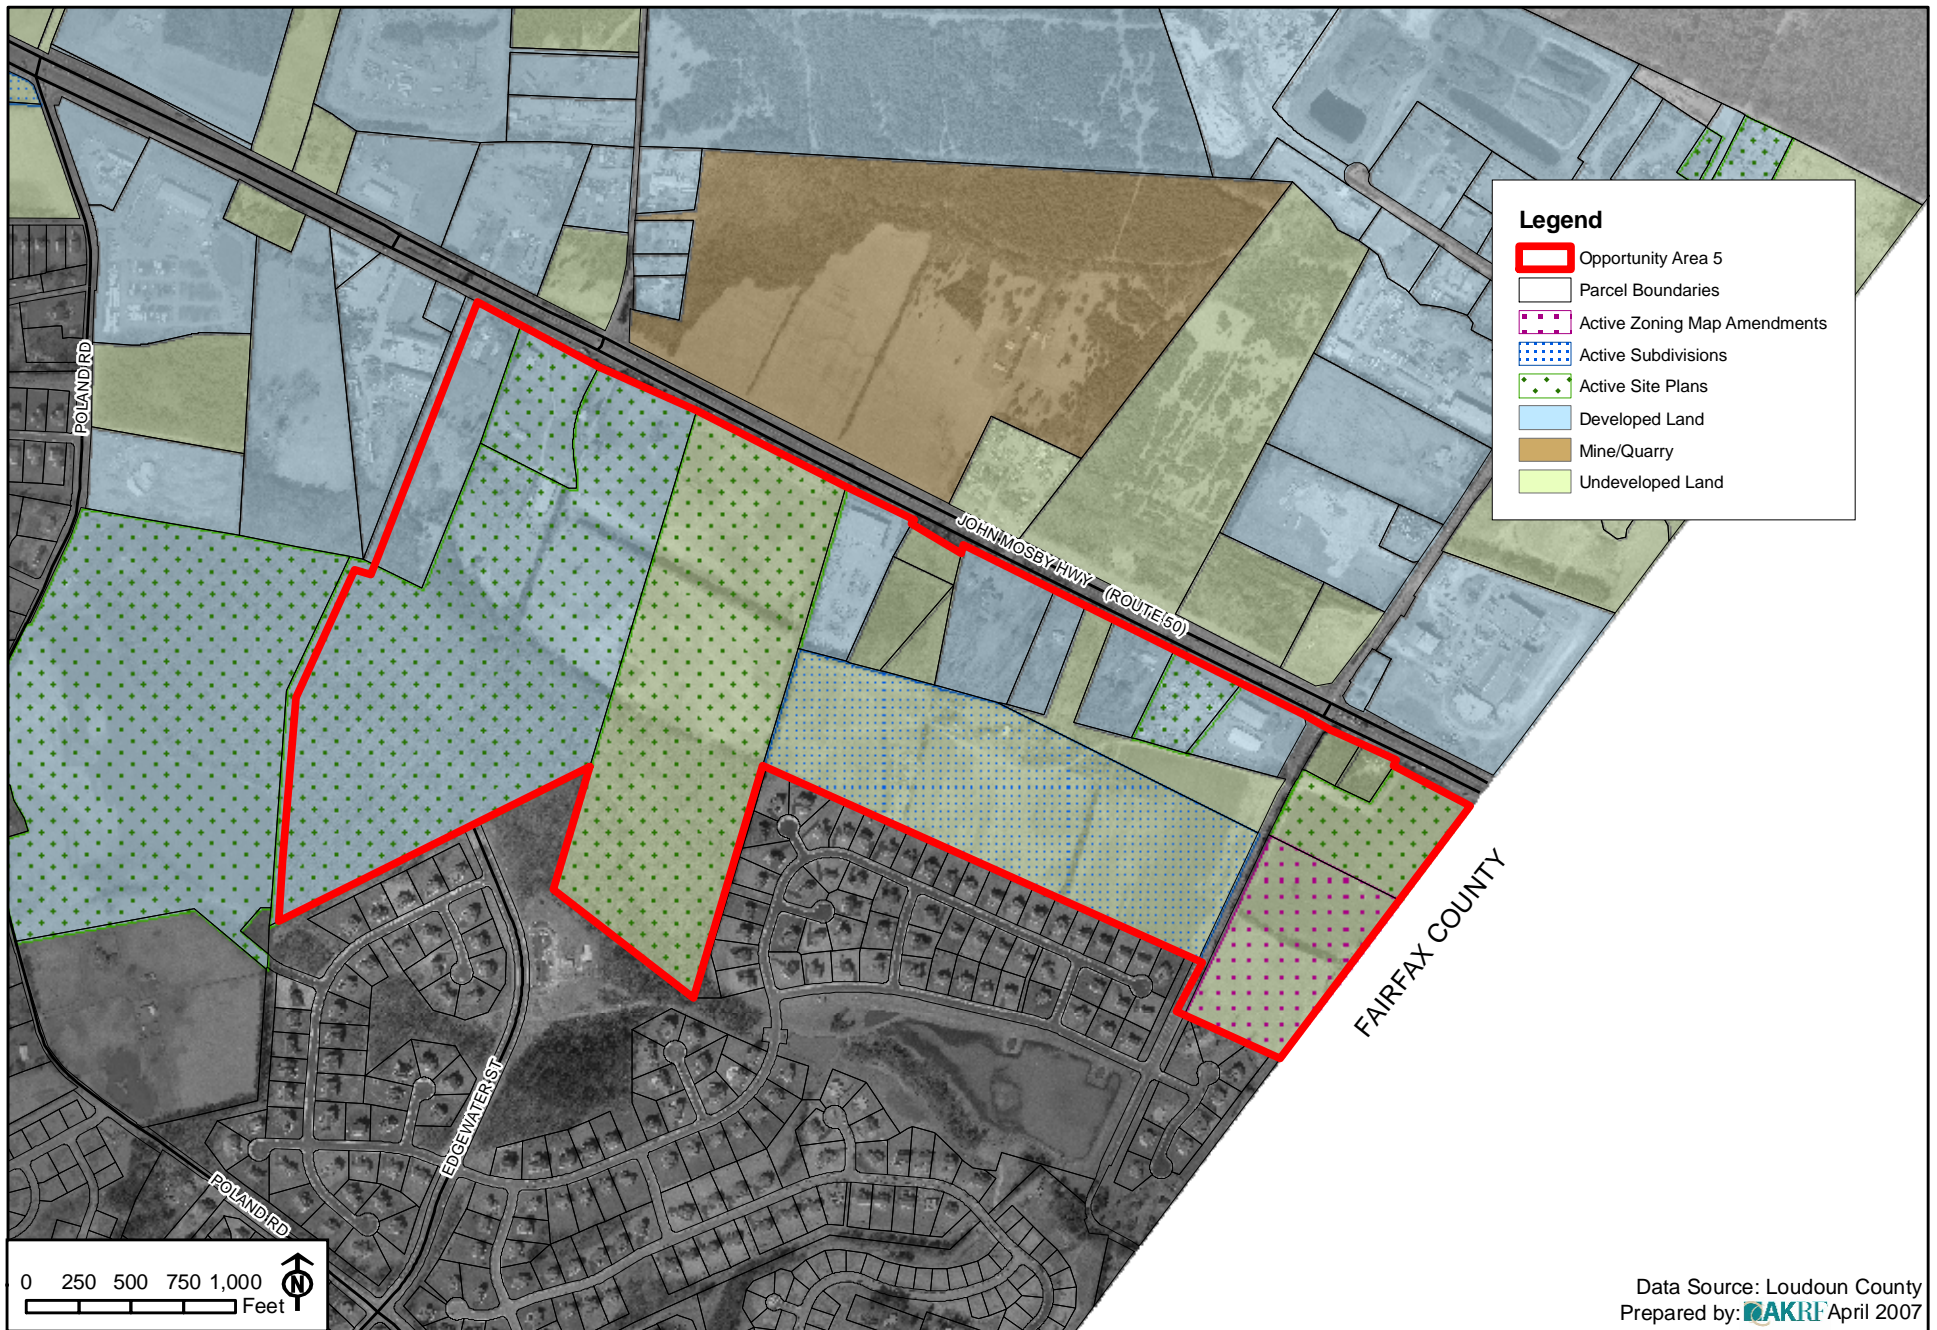 Legend
Opportunity Area 5
Parcel Boundaries
Active Zoning Map Amendments
Active Subdivisions
Active Site Plans
Developed Land
Mine/Quarry
Undeveloped Land
POLAND RD
JOHN MOSBY HWY (ROUTE 50)
FAIRFAX COUNTY
EDGEWATER ST
POLAND RD
0 250 500 750 1,000
Feet
N
Data Source: Loudoun County
Prepared by: AKRF April 2007